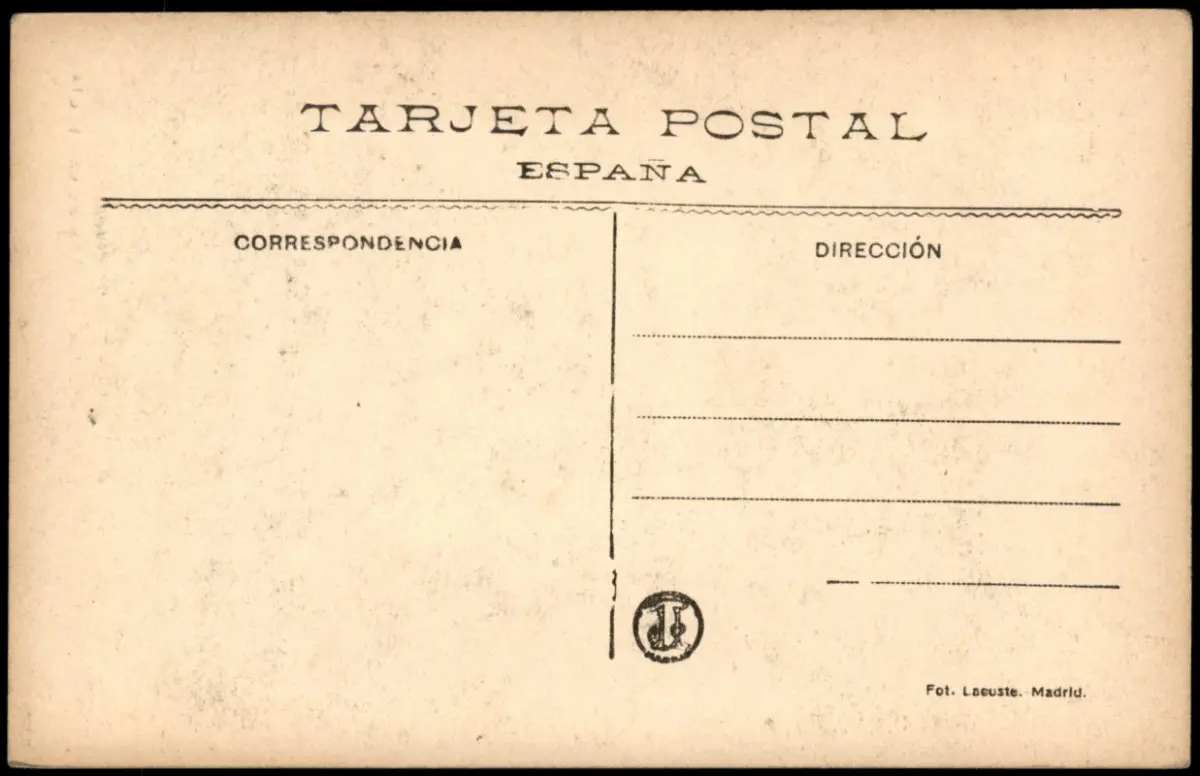 TARJETA POSTAL
ESPAÑA
CORRESPONDENCIA
DIRECCIÓN
Fot. Lacoste. Madrid.